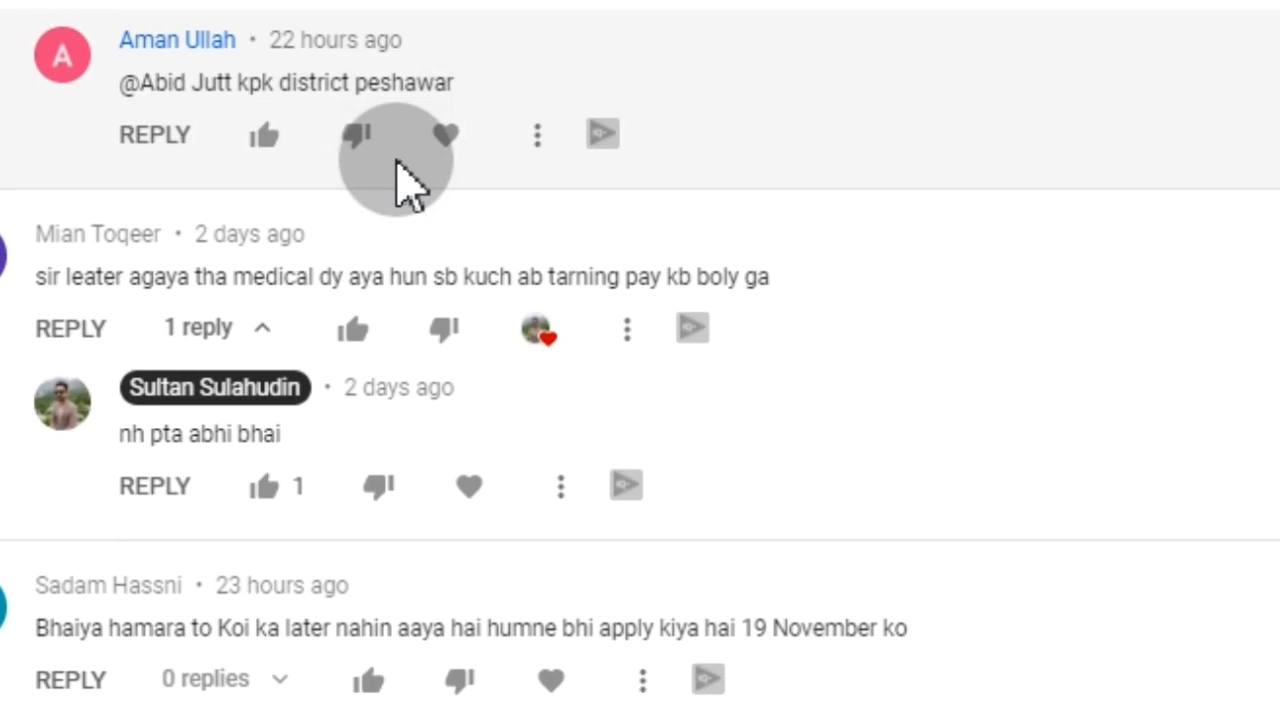 A
Aman Ullah • 22 hours ago
@Abid Jutt kpk district peshawar
REPLY
Mian Toqeer • 2 days ago
sir leater agaya tha medical dy aya hun sb kuch ab tarning pay kb boly ga
REPLY 1 reply
Sultan Sulahudin • 2 days ago
nh pta abhi bhai
REPLY 1
Sadam Hassni • 23 hours ago
Bhaiya hamara to Koi ka later nahin aaya hai humne bhi apply kiya hai 19 November ko
REPLY 0 replies